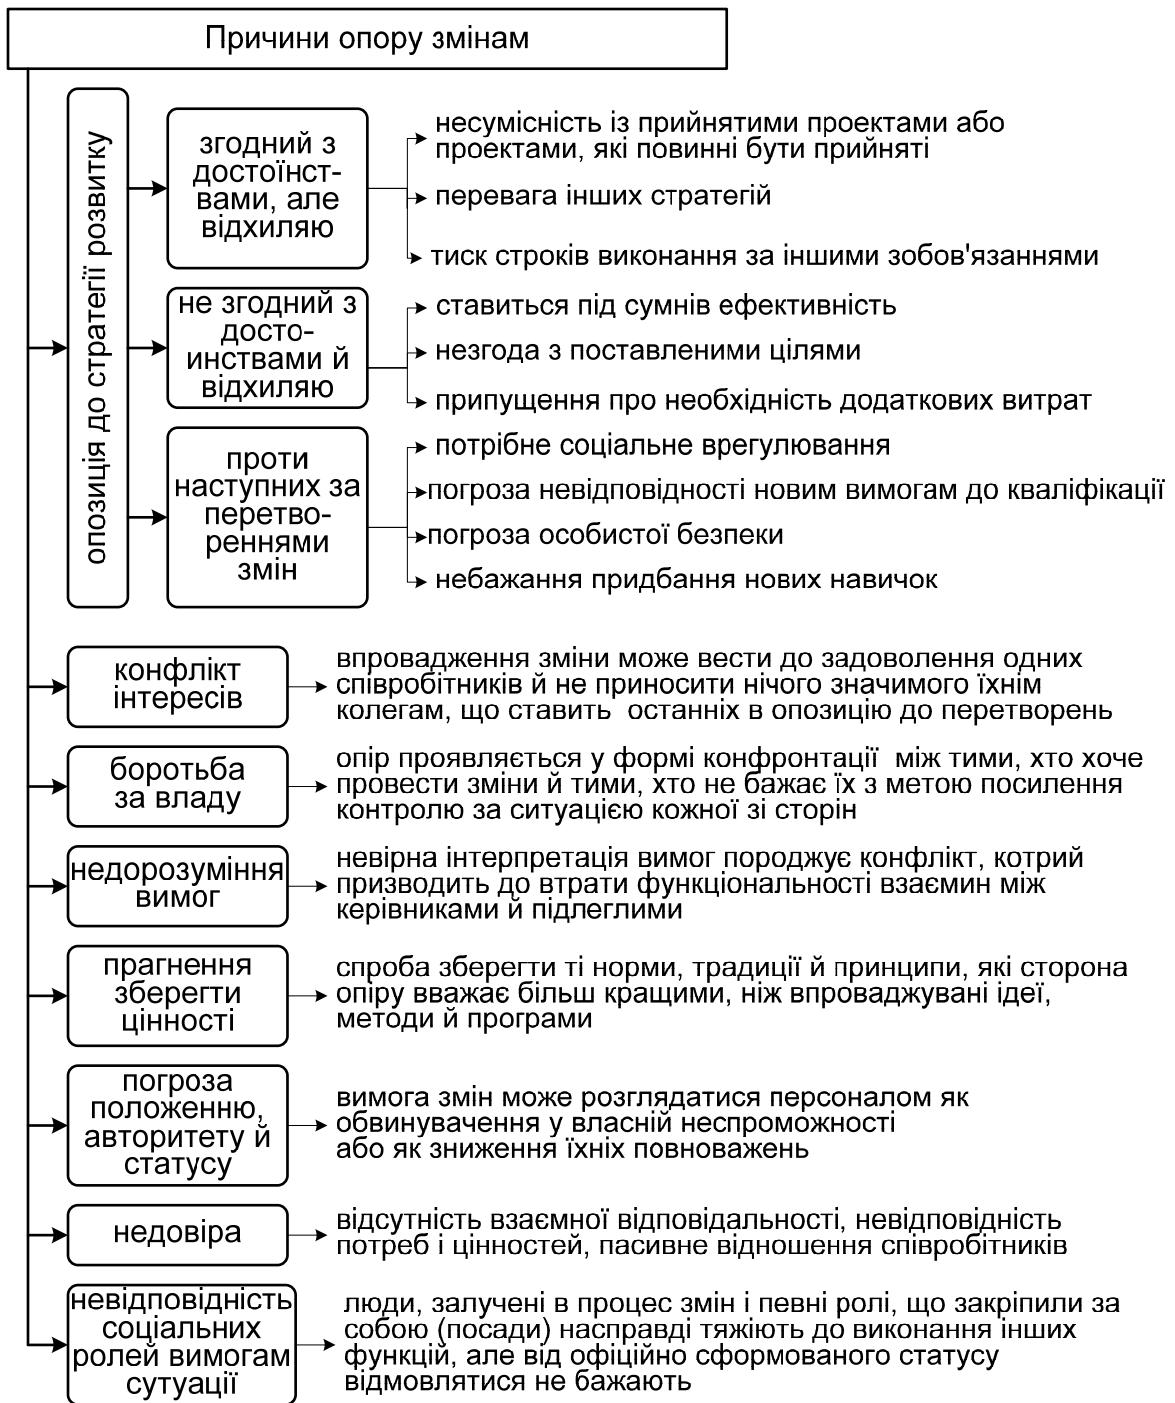 Причини опору змінам
опозиція до стратегії розвитку
згодний з
достоїнст-
вами, але
відхиляю
несумісність із прийнятими проектами або
проектами, які повинні бути прийняті
перевага інших стратегій
тиск строків виконання за іншими зобов'язаннями
не згодний з
досто-
инствами й
відхиляю
ставиться під сумнів ефективність
незгода з поставленими цілями
припущення про необхідність додаткових витрат
проти
наступних за
перетво-
реннями
змін
потрібне соціальне врегулювання
погроза невідповідності новим вимогам до кваліфікації
погроза особистої безпеки
небажання придбання нових навичок
конфлікт
інтересів
впровадження зміни може вести до задоволення одних
співробітників й не приносити нічого значимого їхнім
колегам, що ставить останніх в опозицію до перетворень
боротьба
за владу
опір проявляється у формі конфронтації між тими, хто хоче
провести зміни й тими, хто не бажає їх з метою посилення
контролю за ситуацією кожної зі сторін
недорозуміння
вимог
невірна інтерпретація вимог породжує конфлікт, котрий
призводить до втрати функціональності взаємин між
керівниками й підлеглими
прагнення
зберегти
цінності
спроба зберегти ті норми, традиції й принципи, які сторона
опіру вважає більш кращими, ніж впроваджувані ідеї,
методи й програми
погроза
положенню,
авторитету й
статусу
вимога змін може розглядатися персоналом як
обвинувачення у власній неспроможності
або як зниження їхніх повноважень
недовіра
відсутність взаємної відповідальності, невідповідність
потреб і цінностей, пасивне відношення співробітників
невідповідність
соціальних
ролей вимогам
сутуації
люди, залучені в процес змін і певні ролі, що закріпили за
собою (посади) насправді тяжіють до виконання інших
функцій, але від офіційно сформованого статусу
відмовлятися не бажають